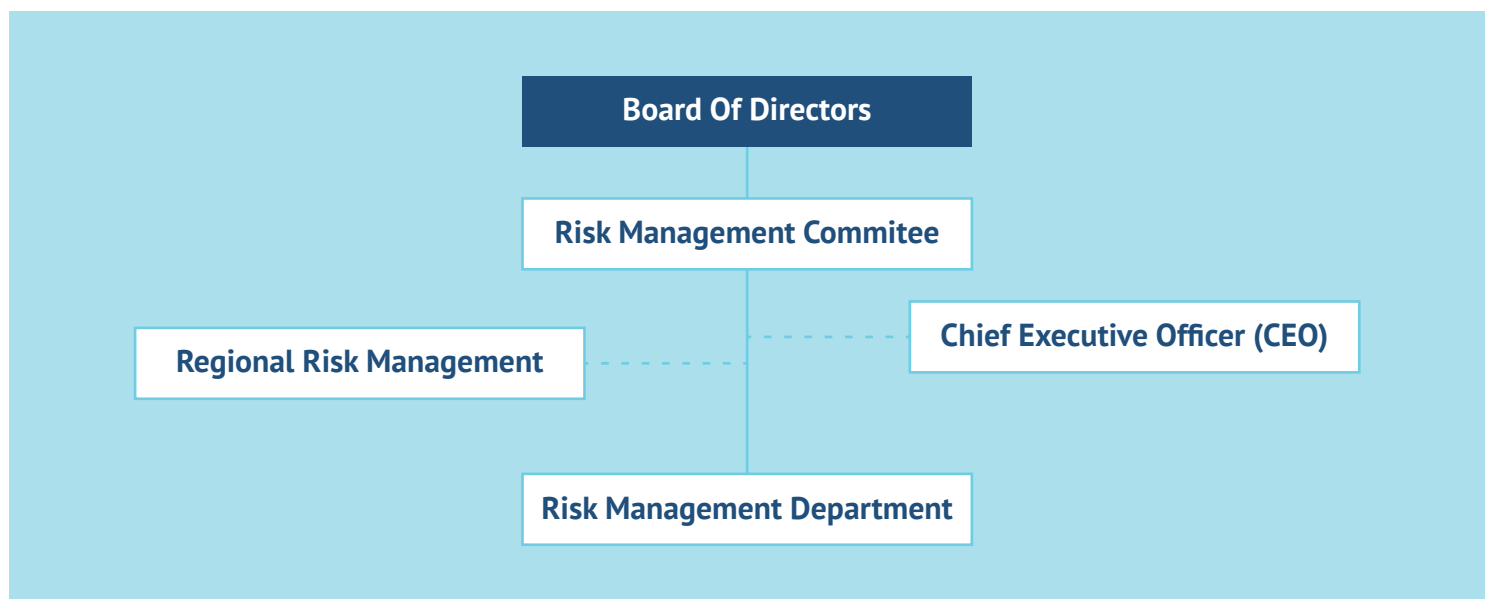 Board Of Directors
Risk Management Commitee
Chief Executive Officer (CEO)
Regional Risk Management
Risk Management Department